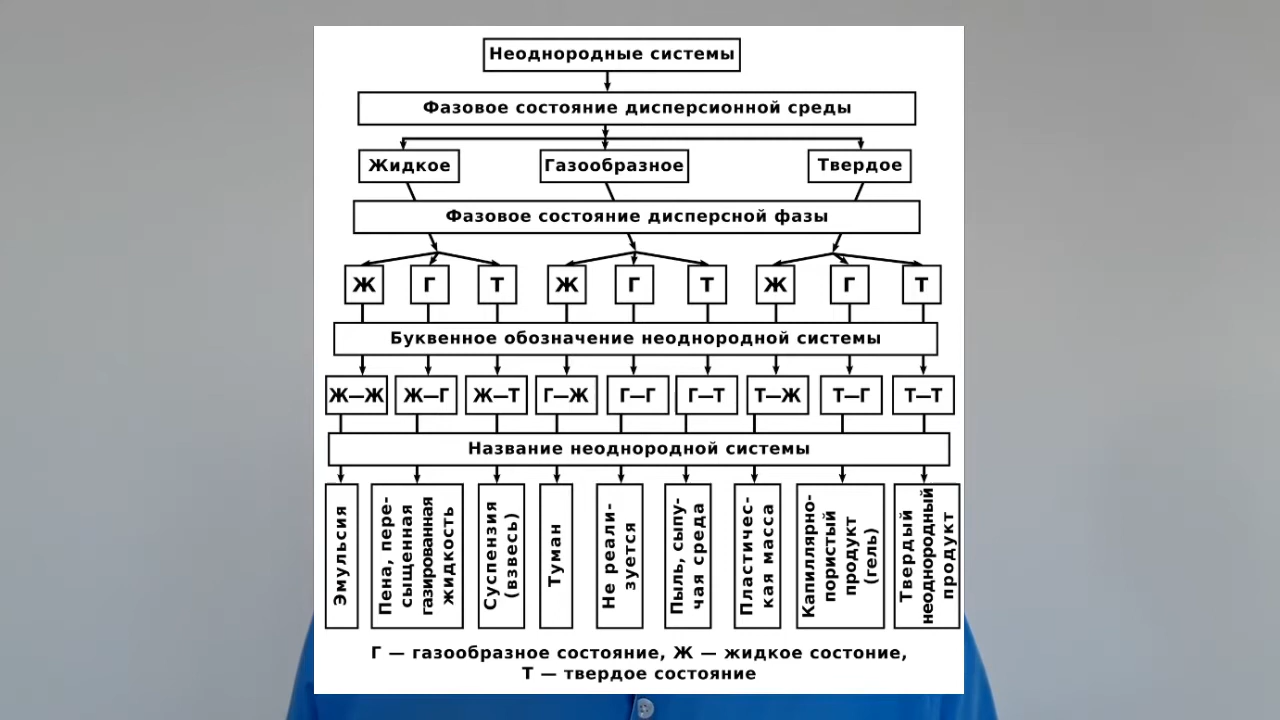 Неоднородные системы
Фазовое состояние дисперсионной среды
Жидкое
Газообразное
Твердое
Фазовое состояние дисперсной фазы
Ж
Г
Т
Ж
Г
Т
Ж
Г
Т
Буквенное обозначение неоднородной системы
Ж—Ж
Ж—Г
Ж—Т
Г—Ж
Г—Г
Г—Т
Т—Ж
Т—Г
Т—Т
Название неоднородной системы
Эмульсия
Пена, пере-
сыщенная
газированная
жидкость
Суспензия
(взвесь)
Туман
Не реали-
зуется
Пыль, сыпу-
чая среда
Пластичес-
кая масса
Капиллярно-
пористый
продукт
(гель)
Твердый
неоднородный
продукт
Г — газообразное состояние, Ж — жидкое состоние,
Т — твердое состояние